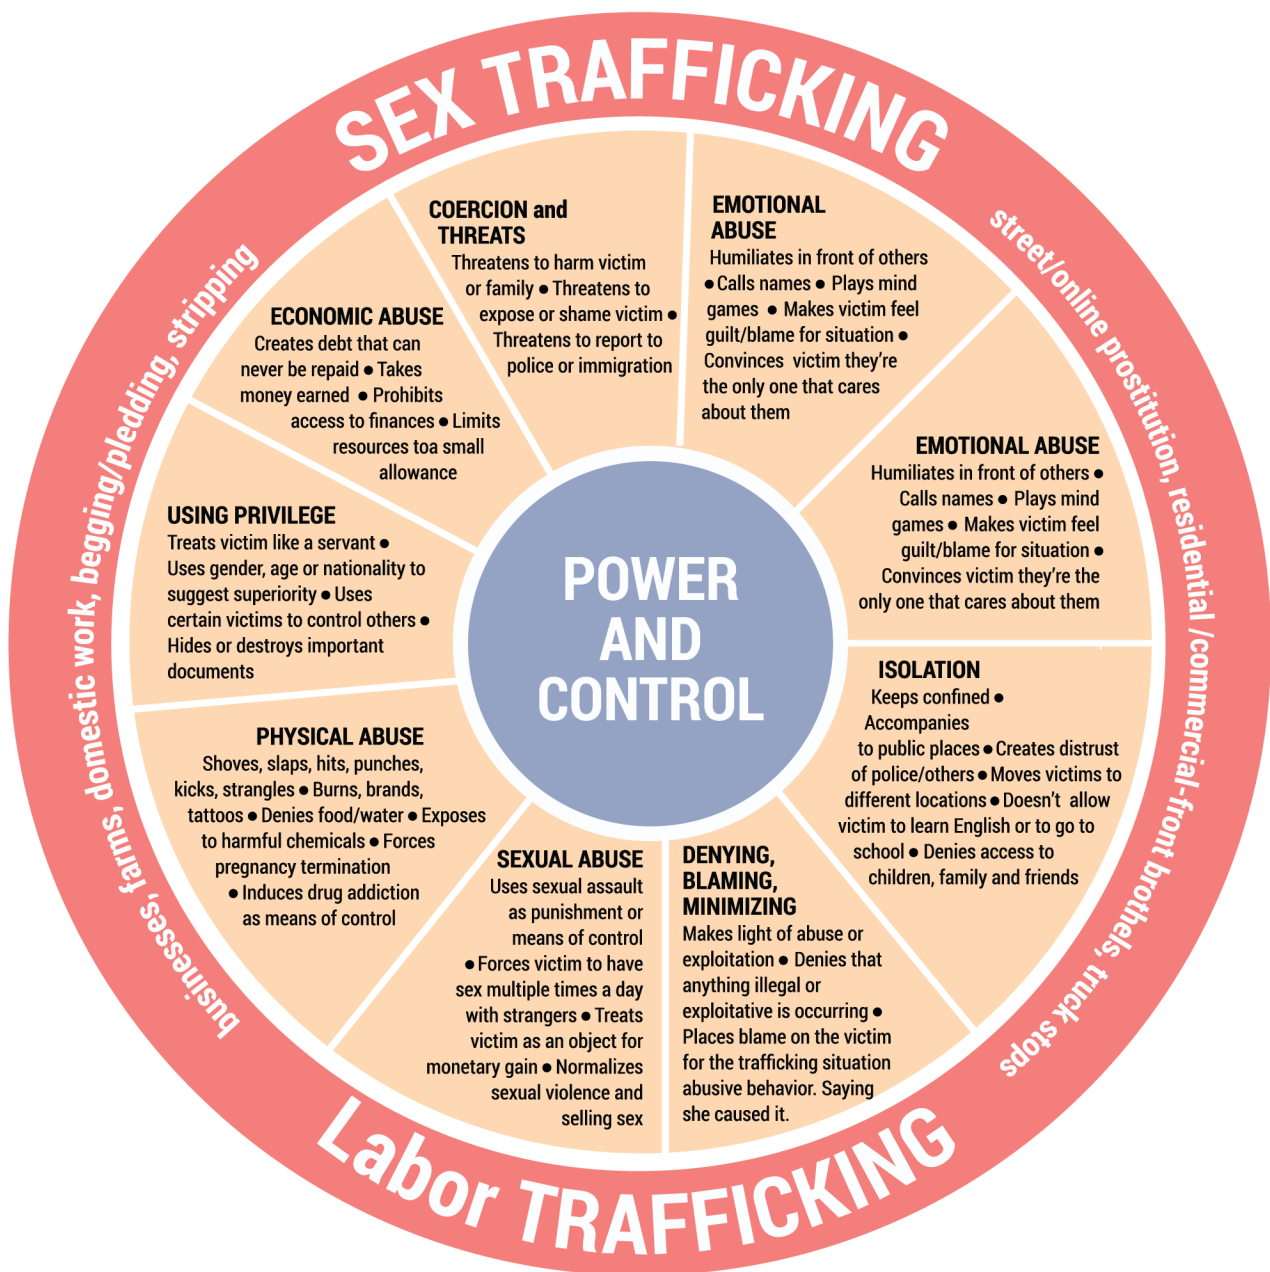 SEX TRAFFICKING
street/online prostitution, residential /commercial-front brothels, truck stops
Labor TRAFFICKING
businesses, farms, domestic work, begging/pledding, stripping
POWER
AND
CONTROL
COERCION and
THREATS
Threatens to harm victim
or family ● Threatens to
expose or shame victim ●
Threatens to report to
police or immigration
EMOTIONAL
ABUSE
Humiliates in front of others
● Calls names ● Plays mind
games ● Makes victim feel
guilt/blame for situation ●
Convinces victim they're
the only one that cares
about them
EMOTIONAL ABUSE
Humiliates in front of others ●
Calls names ● Plays mind
games ● Makes victim feel
guilt/blame for situation ●
Convinces victim they're the
only one that cares about them
ISOLATION
Keeps confined ●
Accompanies
to public places ● Creates distrust
of police/others ● Moves victims to
different locations ● Doesn't allow
victim to learn English or to go to
school ● Denies access to
children, family and friends
DENYING,
BLAMING,
MINIMIZING
Makes light of abuse or
exploitation ● Denies that
anything illegal or
exploitative is occurring ●
Places blame on the victim
for the trafficking situation
abusive behavior. Saying
she caused it.
SEXUAL ABUSE
Uses sexual assault
as punishment or
means of control
● Forces victim to have
sex multiple times a day
with strangers ● Treats
victim as an object for
monetary gain ● Normalizes
sexual violence and
selling sex
PHYSICAL ABUSE
Shoves, slaps, hits, punches,
kicks, strangles ● Burns, brands,
tattoos ● Denies food/water ● Exposes
to harmful chemicals ● Forces
pregnancy termination
● Induces drug addiction
as means of control
USING PRIVILEGE
Treats victim like a servant ●
Uses gender, age or nationality to
suggest superiority ● Uses
certain victims to control others ●
Hides or destroys important
documents
ECONOMIC ABUSE
Creates debt that can
never be repaid ● Takes
money earned ● Prohibits
access to finances ● Limits
resources toa small
allowance